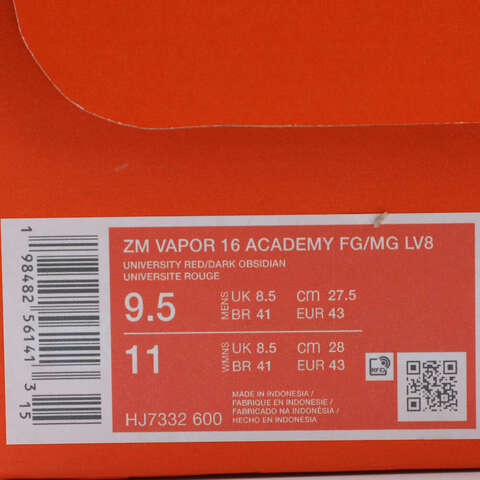 ZM VAPOR 16 ACADEMY FG/MG LV8
UNIVERSITY RED/DARK OBSIDIAN
UNIVERSITE ROUGE
9.5 MENS UK 8.5 CM 27.5
BR 41 EUR 43
11 WMNS UK 8.5 CM 28
BR 41 EUR 43
RFID
MADE IN INDONESIA /
FABRIQUE EN INDONESIE /
FABRICADO NA INDONÉSIA /
HECHO EN INDONESIA
HJ7332 600
1 98482 56141 315